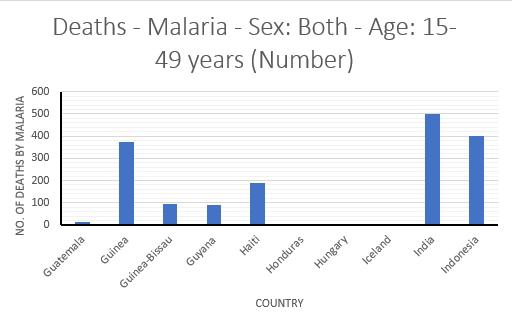 Deaths - Malaria - Sex: Both - Age: 15-
49 years (Number)
NO. OF DEATHS BY MALARIA
600
500
400
300
200
100
0
Guatemala
Guinea
Guinea-Bissau
Guyana
Haiti
Honduras
Hungary
Iceland
India
Indonesia
COUNTRY